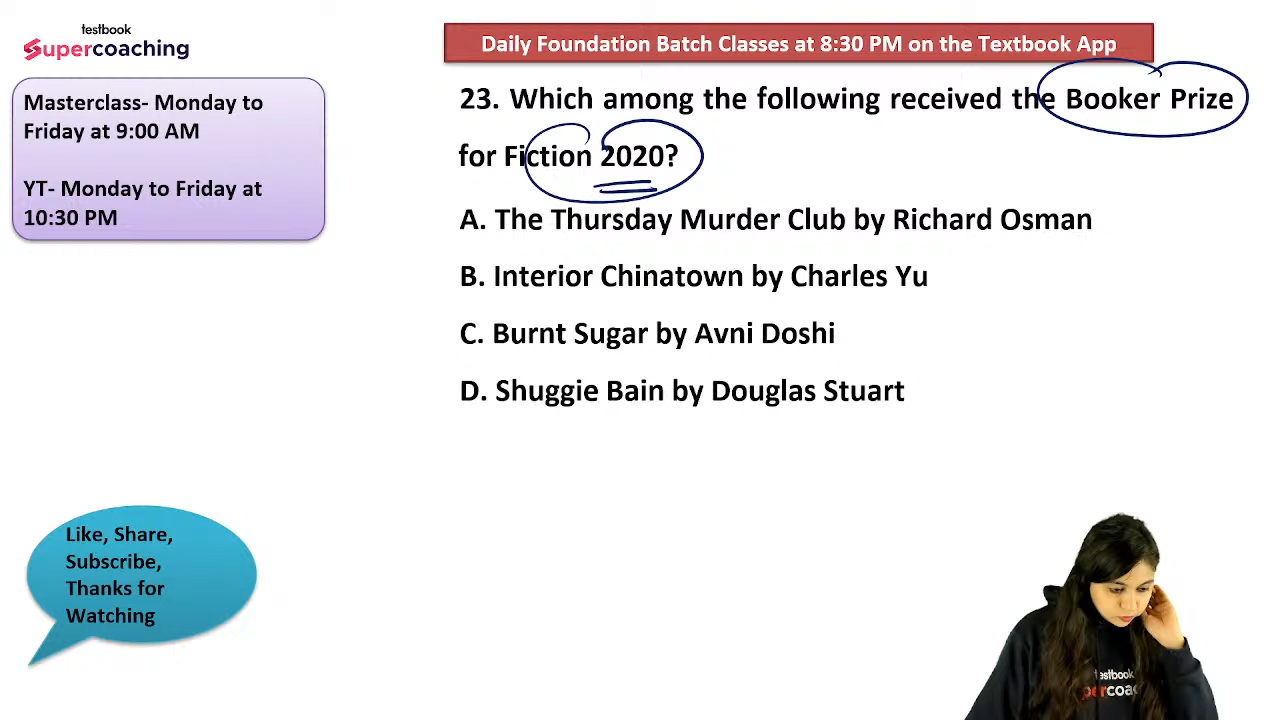 testbook
Supercoaching
Daily Foundation Batch Classes at 8:30 PM on the Textbook App
Masterclass- Monday to
Friday at 9:00 AM
YT- Monday to Friday at
10:30 PM
23. Which among the following received the Booker Prize
for Fiction 2020?
A. The Thursday Murder Club by Richard Osman
B. Interior Chinatown by Charles Yu
C. Burnt Sugar by Avni Doshi
D. Shuggie Bain by Douglas Stuart
Like, Share,
Subscribe,
Thanks for
Watching
testbook
percoac